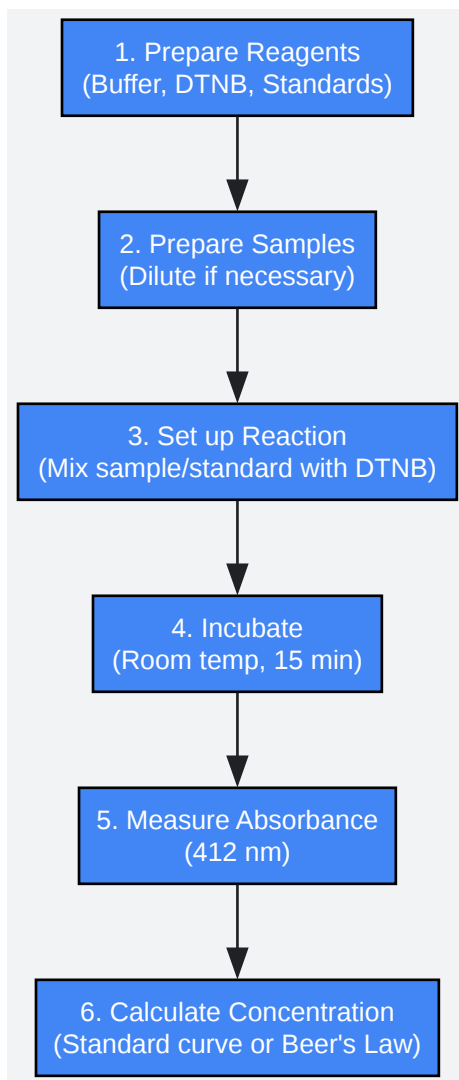 1. Prepare Reagents
(Buffer, DTNB, Standards)
2. Prepare Samples
(Dilute if necessary)
3. Set up Reaction
(Mix sample/standard with DTNB)
4. Incubate
(Room temp, 15 min)
5. Measure Absorbance
(412 nm)
6. Calculate Concentration
(Standard curve or Beer's Law)